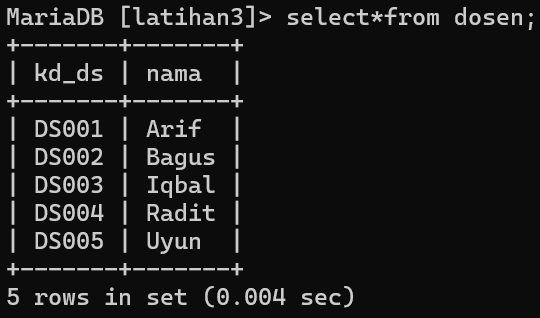 MariaDB [latihan3]> select*from dosen;
+-------+-------+
| kd_ds | nama  |
+-------+-------+
| DS001 | Arif  |
| DS002 | Bagus |
| DS003 | Iqbal |
| DS004 | Radit |
| DS005 | Uyun  |
+-------+-------+
5 rows in set (0.004 sec)